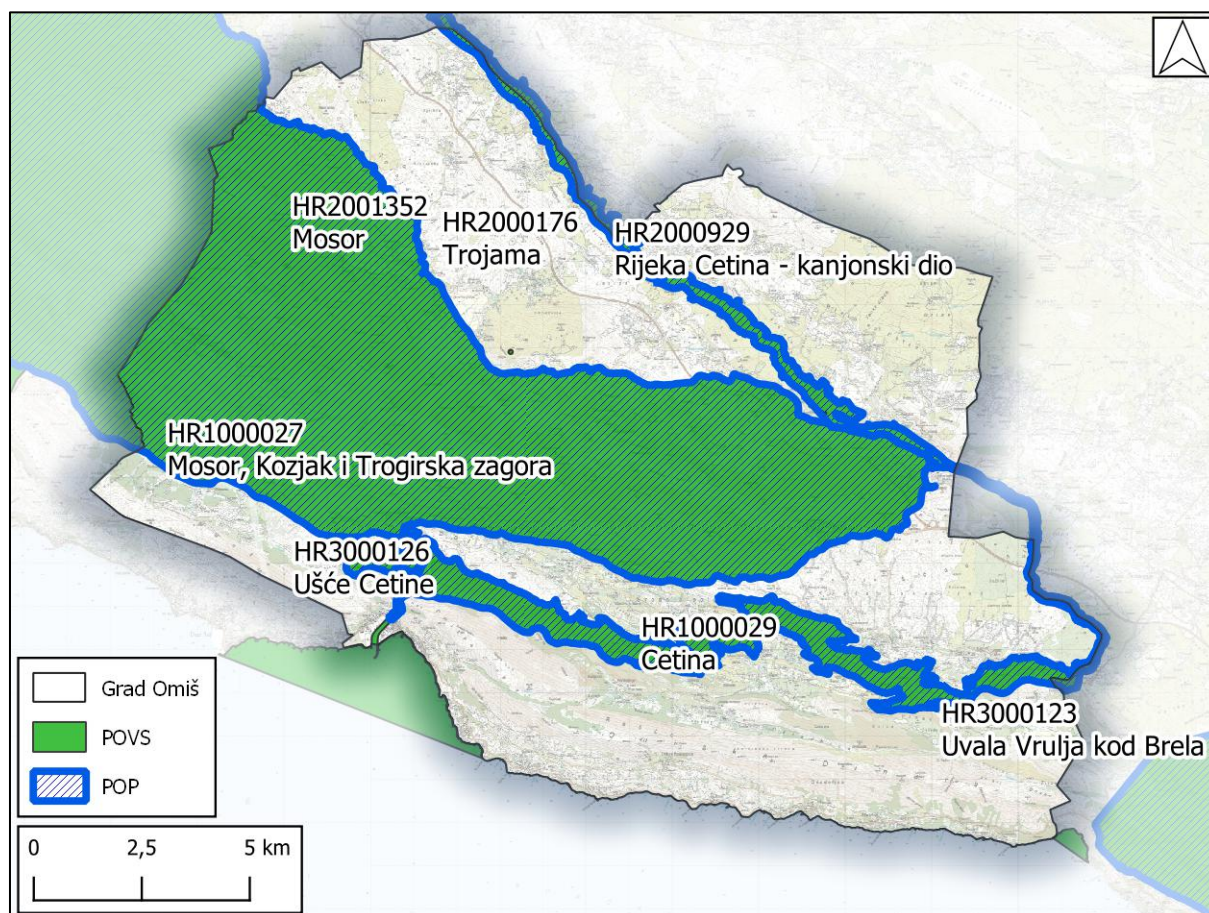 HR2001352
Mosor
HR2000176
Trojama
HR2000929
Rijeka Cetina - kanjonski dio
HR1000027
Mosor, Kozjak i Trogirska zagora
HR3000126
Ušće Cetine
HR1000029
Cetina
HR3000123
Uvala Vrulja kod Brela
Grad Omiš
POVS
POP
0 2,5 5 km